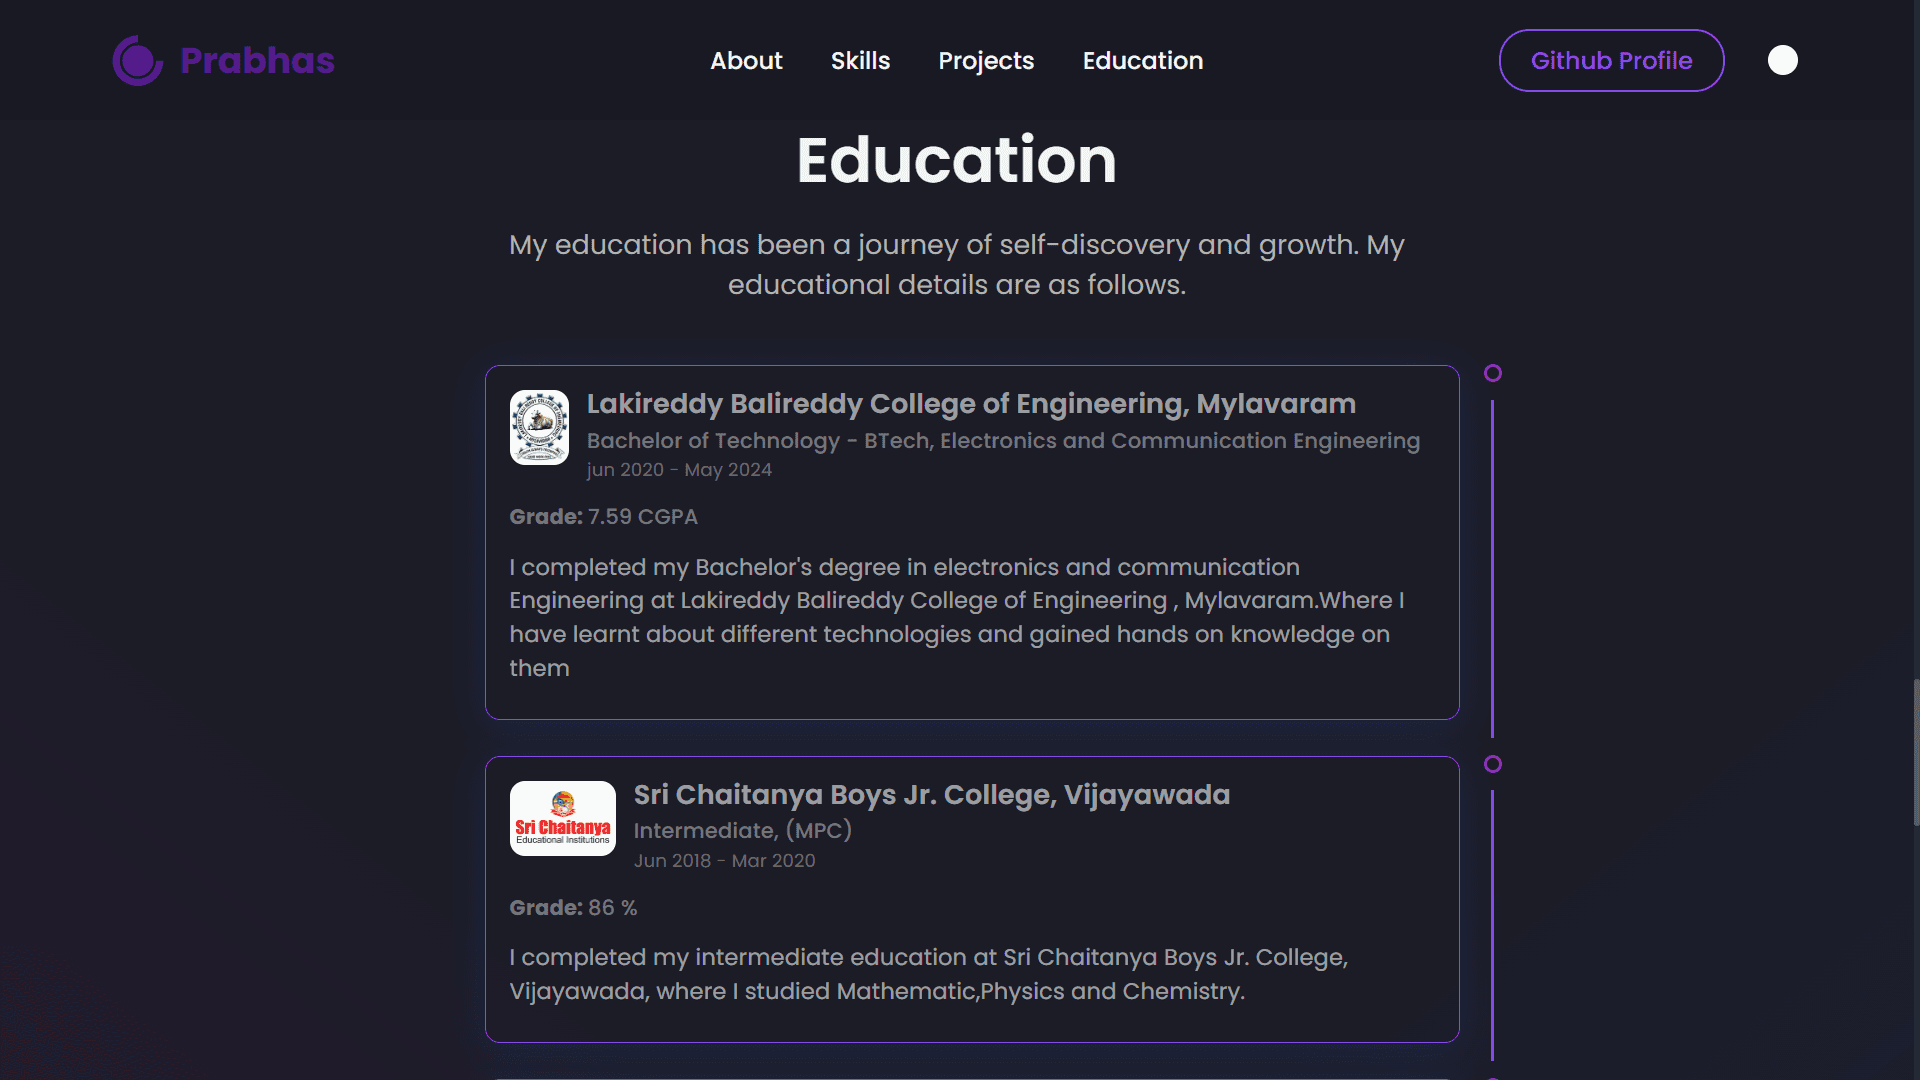 Prabhas
About
Skills
Projects
Education
Github Profile
Education
My education has been a journey of self-discovery and growth. My
educational details are as follows.
Lakireddy Balireddy College of Engineering, Mylavaram
Bachelor of Technology - BTech, Electronics and Communication Engineering
jun 2020 - May 2024
Grade: 7.59 CGPA
I completed my Bachelor's degree in electronics and communication
Engineering at Lakireddy Balireddy College of Engineering , Mylavaram.Where I
have learnt about different technologies and gained hands on knowledge on
them
Sri Chaitanya
Educational Institutions
Sri Chaitanya Boys Jr. College, Vijayawada
Intermediate, (MPC)
Jun 2018 - Mar 2020
Grade: 86 %
I completed my intermediate education at Sri Chaitanya Boys Jr. College,
Vijayawada, where I studied Mathematic,Physics and Chemistry.